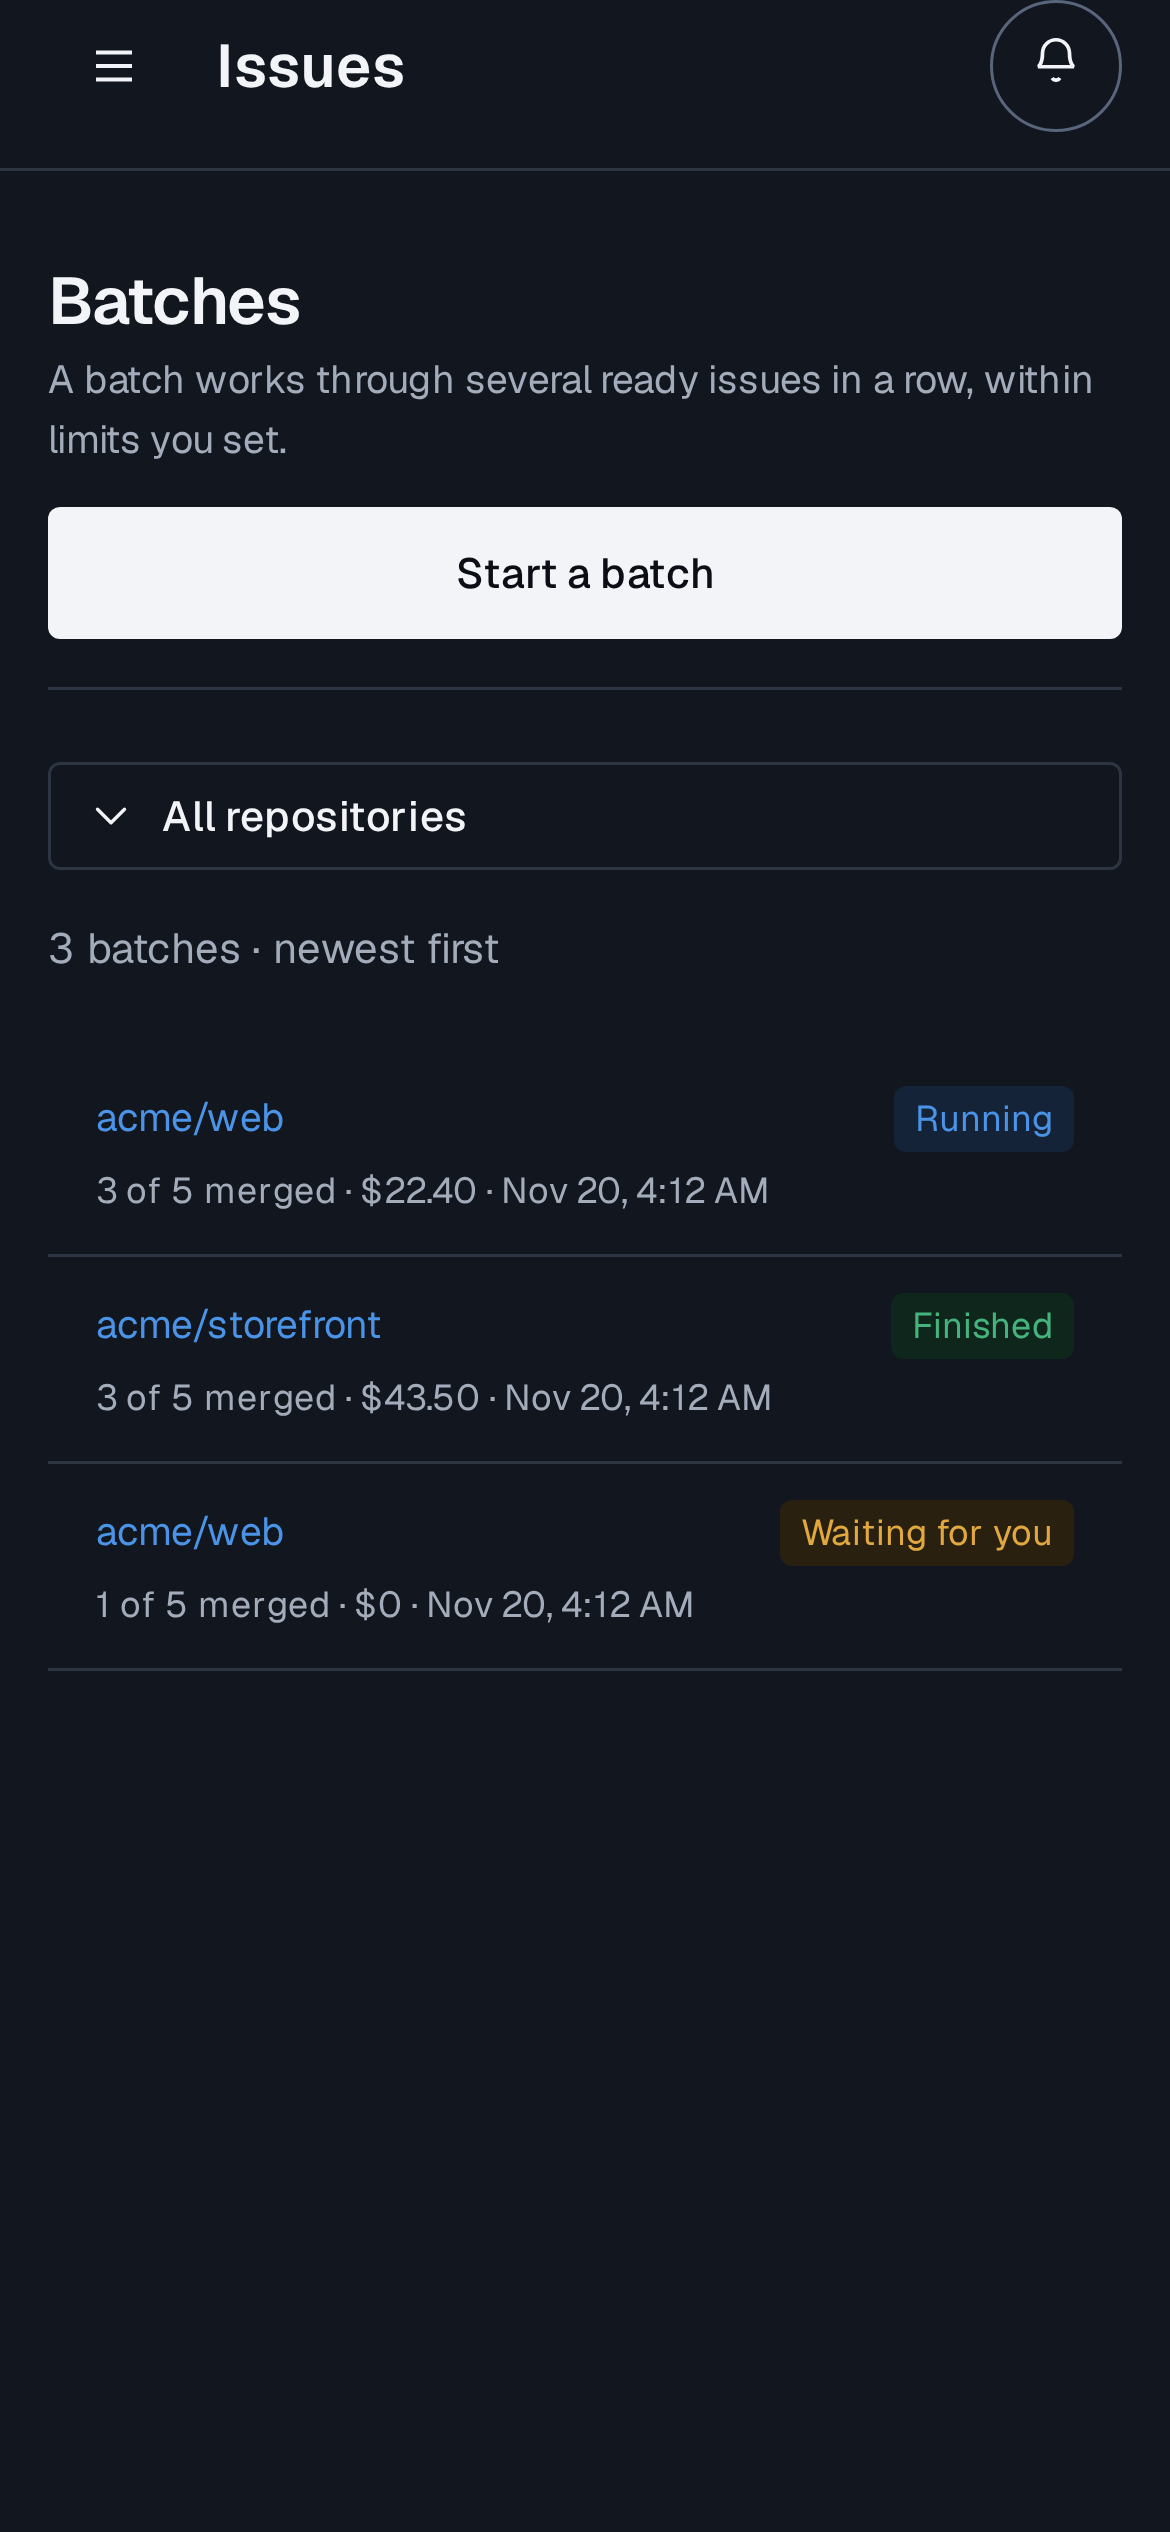 Issues
Batches
A batch works through several ready issues in a row, within
limits you set.
Start a batch
All repositories
3 batches · newest first
acme/web
Running
3 of 5 merged · $22.40 · Nov 20, 4:12 AM
acme/storefront
Finished
3 of 5 merged · $43.50 · Nov 20, 4:12 AM
acme/web
Waiting for you
1 of 5 merged · $0 · Nov 20, 4:12 AM